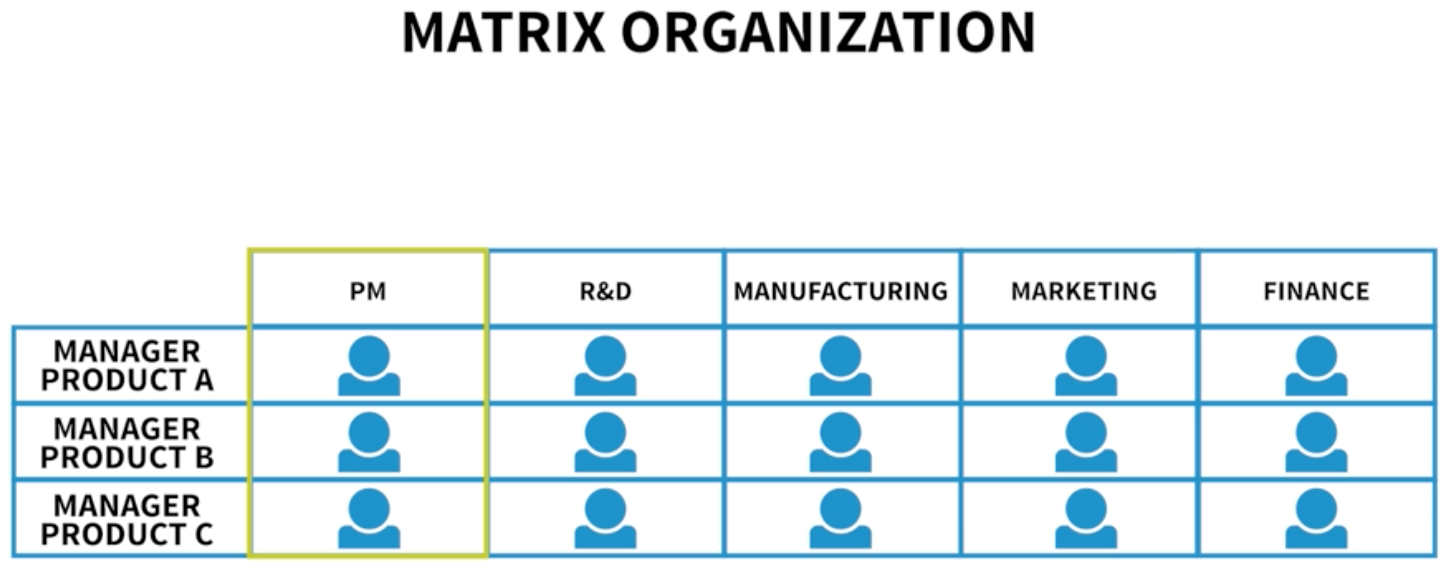 MATRIX ORGANIZATION
PM
R&D
MANUFACTURING
MARKETING
FINANCE
MANAGER
PRODUCT A
MANAGER
PRODUCT B
MANAGER
PRODUCT C